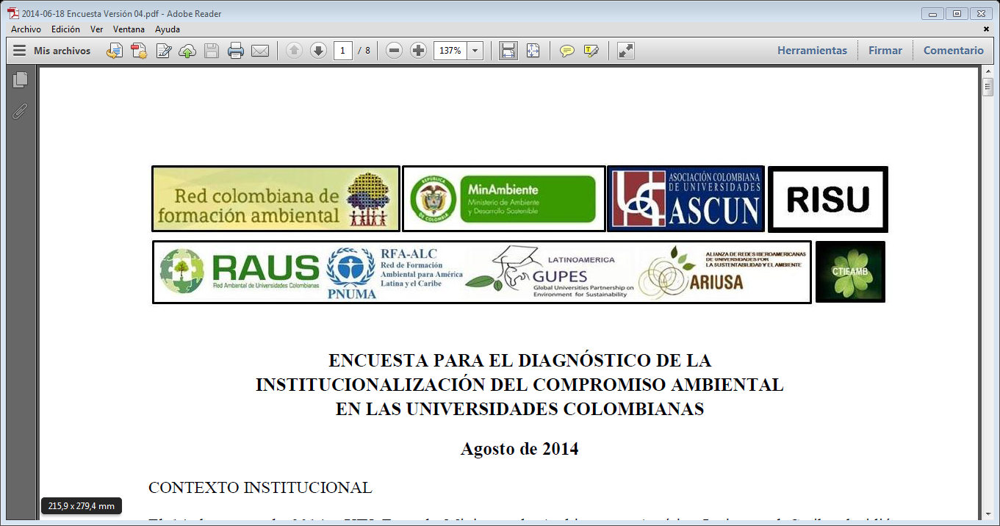 2014-06-18 Encuesta Versión 04.pdf - Adobe Reader
Archivo Edición Ver Ventana Ayuda
Mis archivos 1 / 8 137% Herramientas Firmar Comentario
Red colombiana de
formación ambiental
REPÚBLICA
DE COLOMBIA
MinAmbiente
Ministerio de Ambiente
y Desarrollo Sostenible
ASOCIACIÓN COLOMBIANA
DE UNIVERSIDADES
ASCUN
RISU
RAUS
Red Ambiental de Universidades Colombianas
PNUMA
RFA-ALC
Red de Formación
Ambiental para América
Latina y el Caribe
LATINOAMERICA
GUPES
Global Universities Partnership on
Environment for Sustainability
ALIANZA DE REDES IBEROAMERICANAS
DE UNIVERSIDADES POR
LA SUSTENTABILIDAD Y EL AMBIENTE
ARIUSA
CTIEAMB
ENCUESTA PARA EL DIAGNÓSTICO DE LA
INSTITUCIONALIZACIÓN DEL COMPROMISO AMBIENTAL
EN LAS UNIVERSIDADES COLOMBIANAS
Agosto de 2014
CONTEXTO INSTITUCIONAL
215,9 x 279,4 mm